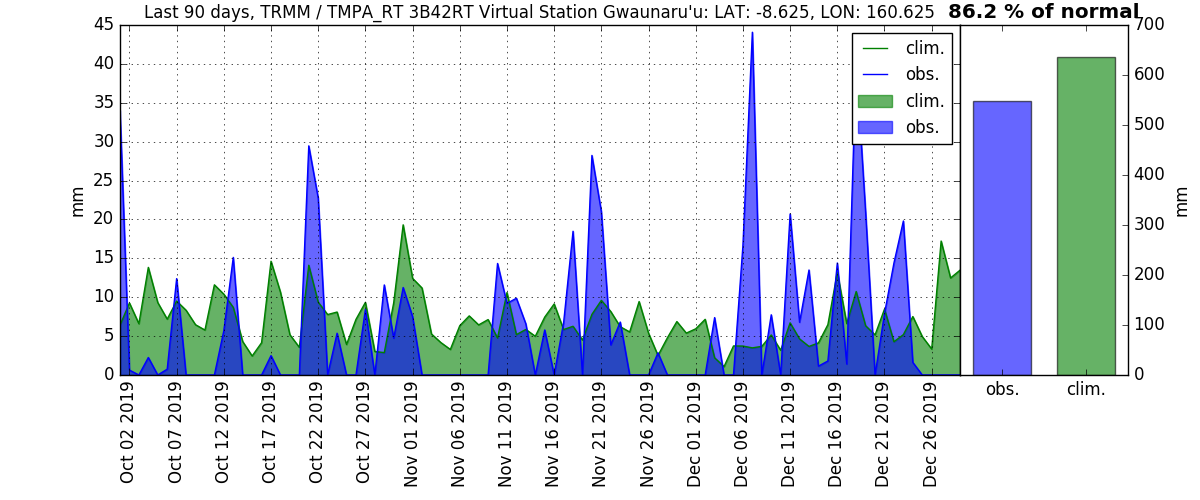 Last 90 days, TRMM / TMPA_RT 3B42RT Virtual Station Gwaunaru'u: LAT: -8.625, LON: 160.625
86.2 % of normal
45
40
35
30
25
20
15
10
5
0
mm
clim.
obs.
clim.
obs.
Oct 02 2019
Oct 07 2019
Oct 12 2019
Oct 17 2019
Oct 22 2019
Oct 27 2019
Nov 01 2019
Nov 06 2019
Nov 11 2019
Nov 16 2019
Nov 21 2019
Nov 26 2019
Dec 01 2019
Dec 06 2019
Dec 11 2019
Dec 16 2019
Dec 21 2019
Dec 26 2019
700
600
500
400
300
200
100
0
mm
obs.
clim.